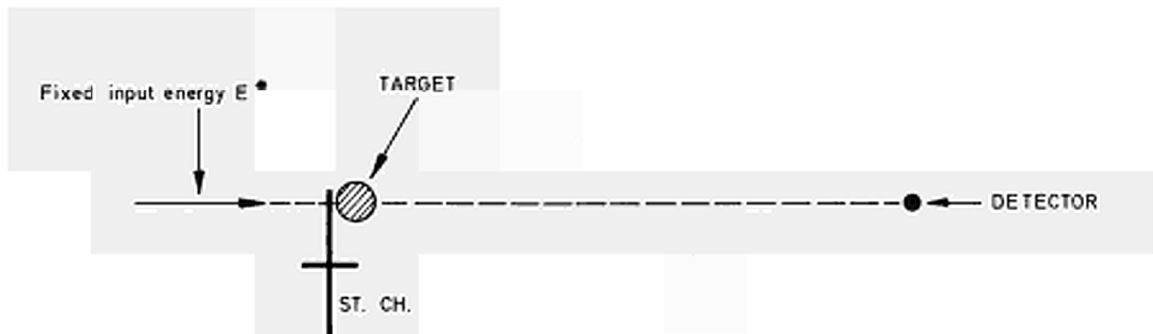 Fixed input energy E
TARGET
DETECTOR
ST. CH.